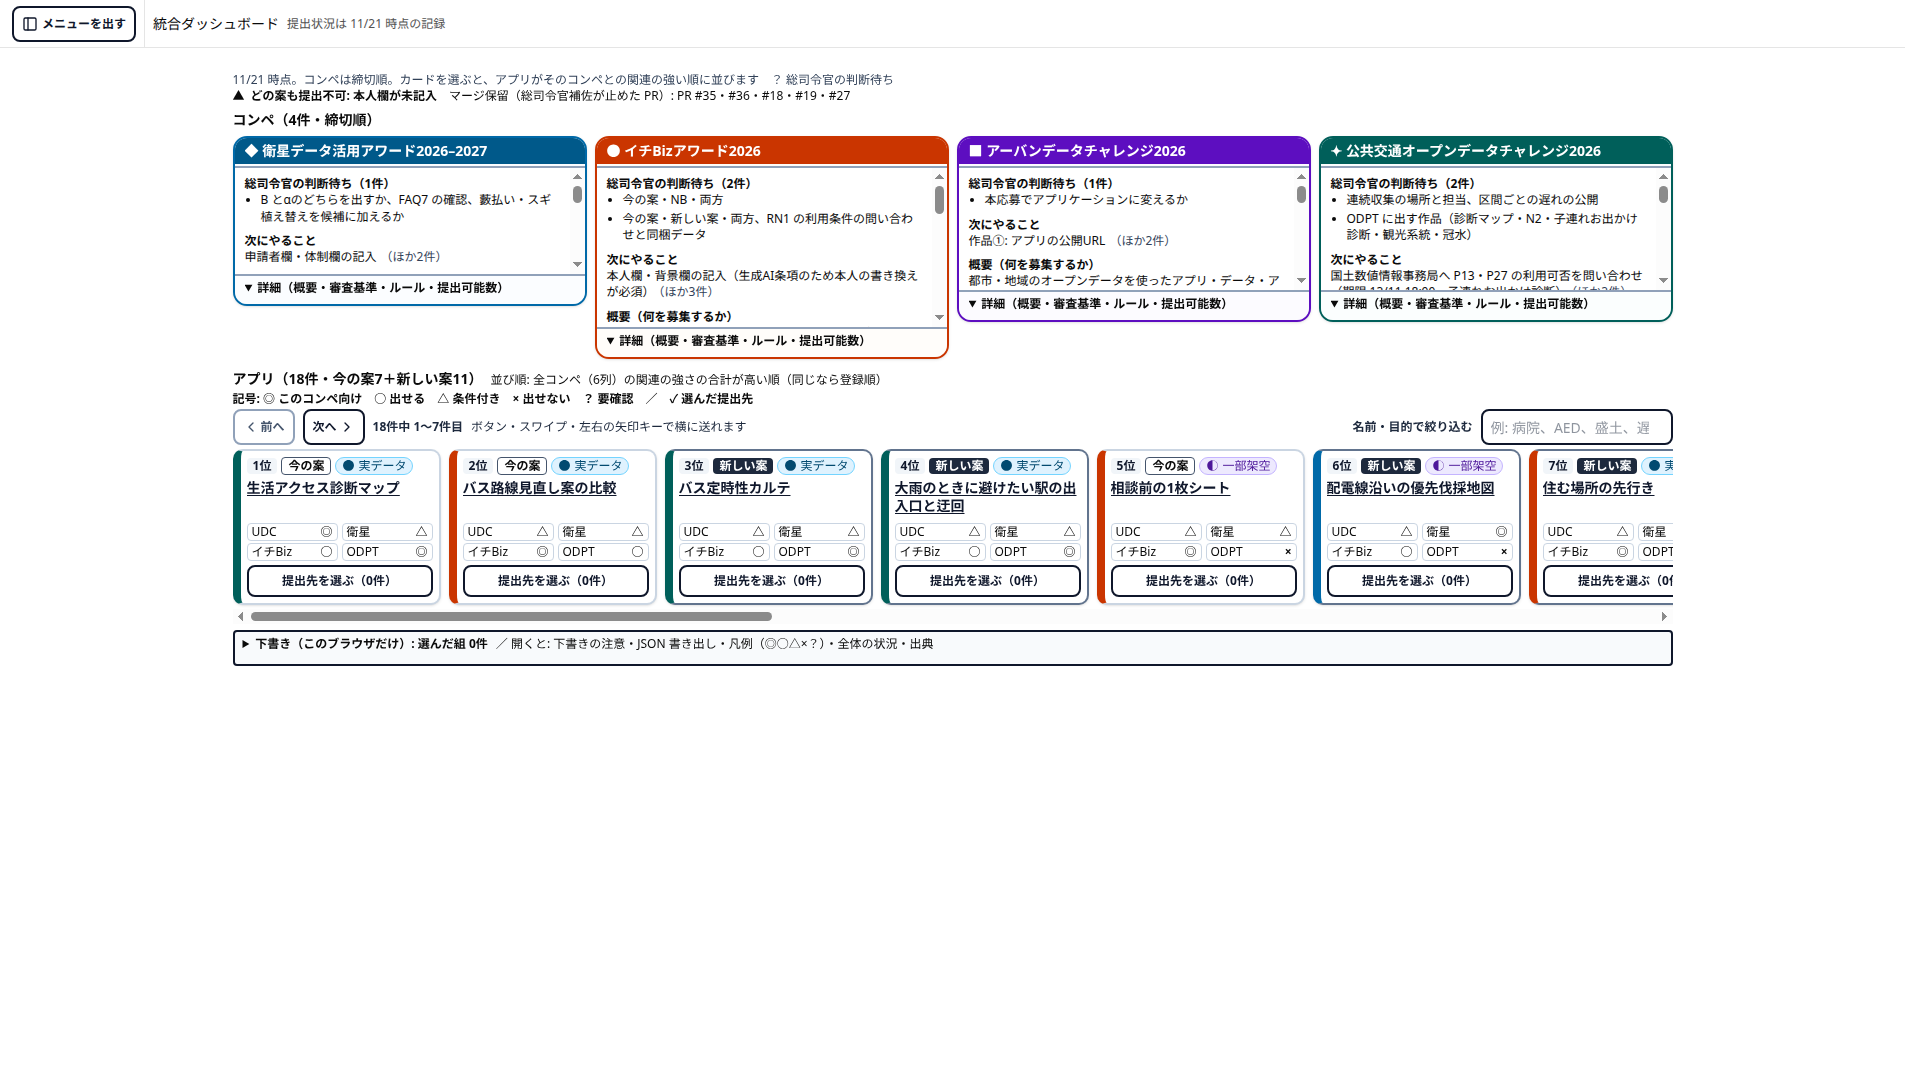 メニューを出す
統合ダッシュボード 提出状況は 11/21 時点の記録
11/21 時点。コンペは締切順。カードを選ぶと、アプリがそのコンペとの関連の強い順に並びます ？ 総司令官の判断待ち
▲ どの案も提出不可: 本人欄が未記入 マージ保留（総司令官補佐が止めた PR）: PR #35・#36・#18・#19・#27
コンペ（4件・締切順）
◆ 衛星データ活用アワード2026–2027
総司令官の判断待ち（1件）
• B とαのどちらを出すか、FAQ7 の確認、藪払い・スギ
植え替えを候補に加えるか
次にやること
申請者欄・体制欄の記入 （ほか2件）
▼ 詳細（概要・審査基準・ルール・提出可能数）
● イチBizアワード2026
総司令官の判断待ち（2件）
• 今の案・NB・両方
• 今の案・新しい案・両方、RN1 の利用条件の問い合わ
せと同梱データ
次にやること
本人欄・背景欄の記入（生成AI条項のため本人の書き換え
が必須）（ほか3件）
概要（何を募集するか）
▼ 詳細（概要・審査基準・ルール・提出可能数）
■ アーバンデータチャレンジ2026
総司令官の判断待ち（1件）
• 本応募でアプリケーションに変えるか
次にやること
作品①: アプリの公開URL （ほか2件）
概要（何を募集するか）
都市・地域のオープンデータを使ったアプリ・データ・ア
▼ 詳細（概要・審査基準・ルール・提出可能数）
✦ 公共交通オープンデータチャレンジ2026
総司令官の判断待ち（2件）
• 連続収集の場所と担当、区間ごとの遅れの公開
• ODPT に出す作品（診断マップ・N2・子連れお出かけ
診断・観光系統・冠水）
次にやること
国土数値情報事務局へ P13・P27 の利用可否を問い合わせ
▼ 詳細（概要・審査基準・ルール・提出可能数）
アプリ（18件・今の案7＋新しい案11） 並び順: 全コンペ（6列）の関連の強さの合計が高い順（同じなら登録順）
記号: ◎ このコンペ向け ○ 出せる △ 条件付き × 出せない ？ 要確認 ／ ✓ 選んだ提出先
前へ 次へ 18件中 1〜7件目 ボタン・スワイプ・左右の矢印キーで横に送れます 名前・目的で絞り込む 例: 病院、AED、盛土、遅
1位 今の案 ● 実データ
生活アクセス診断マップ
UDC ◎ 衛星 △
イチBiz ○ ODPT ◎
提出先を選ぶ（0件）
2位 今の案 ● 実データ
バス路線見直し案の比較
UDC △ 衛星 △
イチBiz ◎ ODPT ○
提出先を選ぶ（0件）
3位 新しい案 ● 実データ
バス定時性カルテ
UDC △ 衛星 △
イチBiz ○ ODPT ◎
提出先を選ぶ（0件）
4位 新しい案 ● 実データ
大雨のときに避けたい駅の出
入口と迂回
UDC △ 衛星 △
イチBiz ○ ODPT ◎
提出先を選ぶ（0件）
5位 今の案 ◐ 一部架空
相談前の1枚シート
UDC △ 衛星 △
イチBiz ◎ ODPT ×
提出先を選ぶ（0件）
6位 新しい案 ◐ 一部架空
配電線沿いの優先伐採地図
UDC △ 衛星 ◎
イチBiz ○ ODPT ×
提出先を選ぶ（0件）
7位 新しい案 ● 実
住む場所の先行き
UDC △ 衛星
イチBiz ◎ ODPT
提出先を選ぶ（0件
▶ 下書き（このブラウザだけ）: 選んだ組 0件 ／ 開くと: 下書きの注意・JSON 書き出し・凡例（◎○△×？）・全体の状況・出典